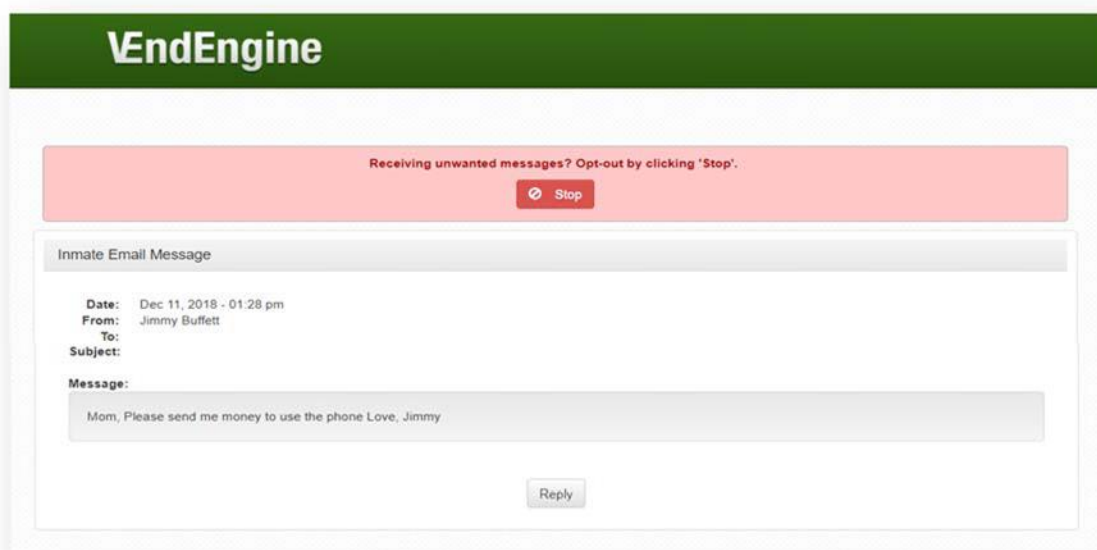 VEndEngine
Receiving unwanted messages? Opt-out by clicking 'Stop'.
Stop
Inmate Email Message
Date: Dec 11, 2018 - 01:28 pm
From: Jimmy Buffett
To:
Subject:
Message:
Mom, Please send me money to use the phone Love, Jimmy
Reply